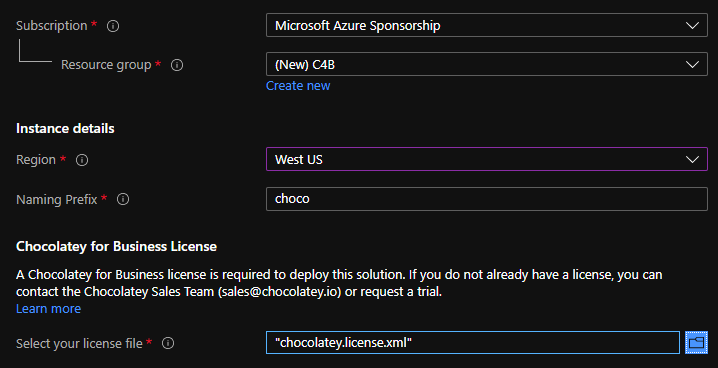 Subscription * Microsoft Azure Sponsorship
Resource group * (New) C4B
Create new
Instance details
Region * West US
Naming Prefix * choco
Chocolatey for Business License
A Chocolatey for Business license is required to deploy this solution. If you do not already have a license, you can
contact the Chocolatey Sales Team (sales@chocolatey.io) or request a trial.
Learn more
Select your license file * "chocolatey.license.xml"